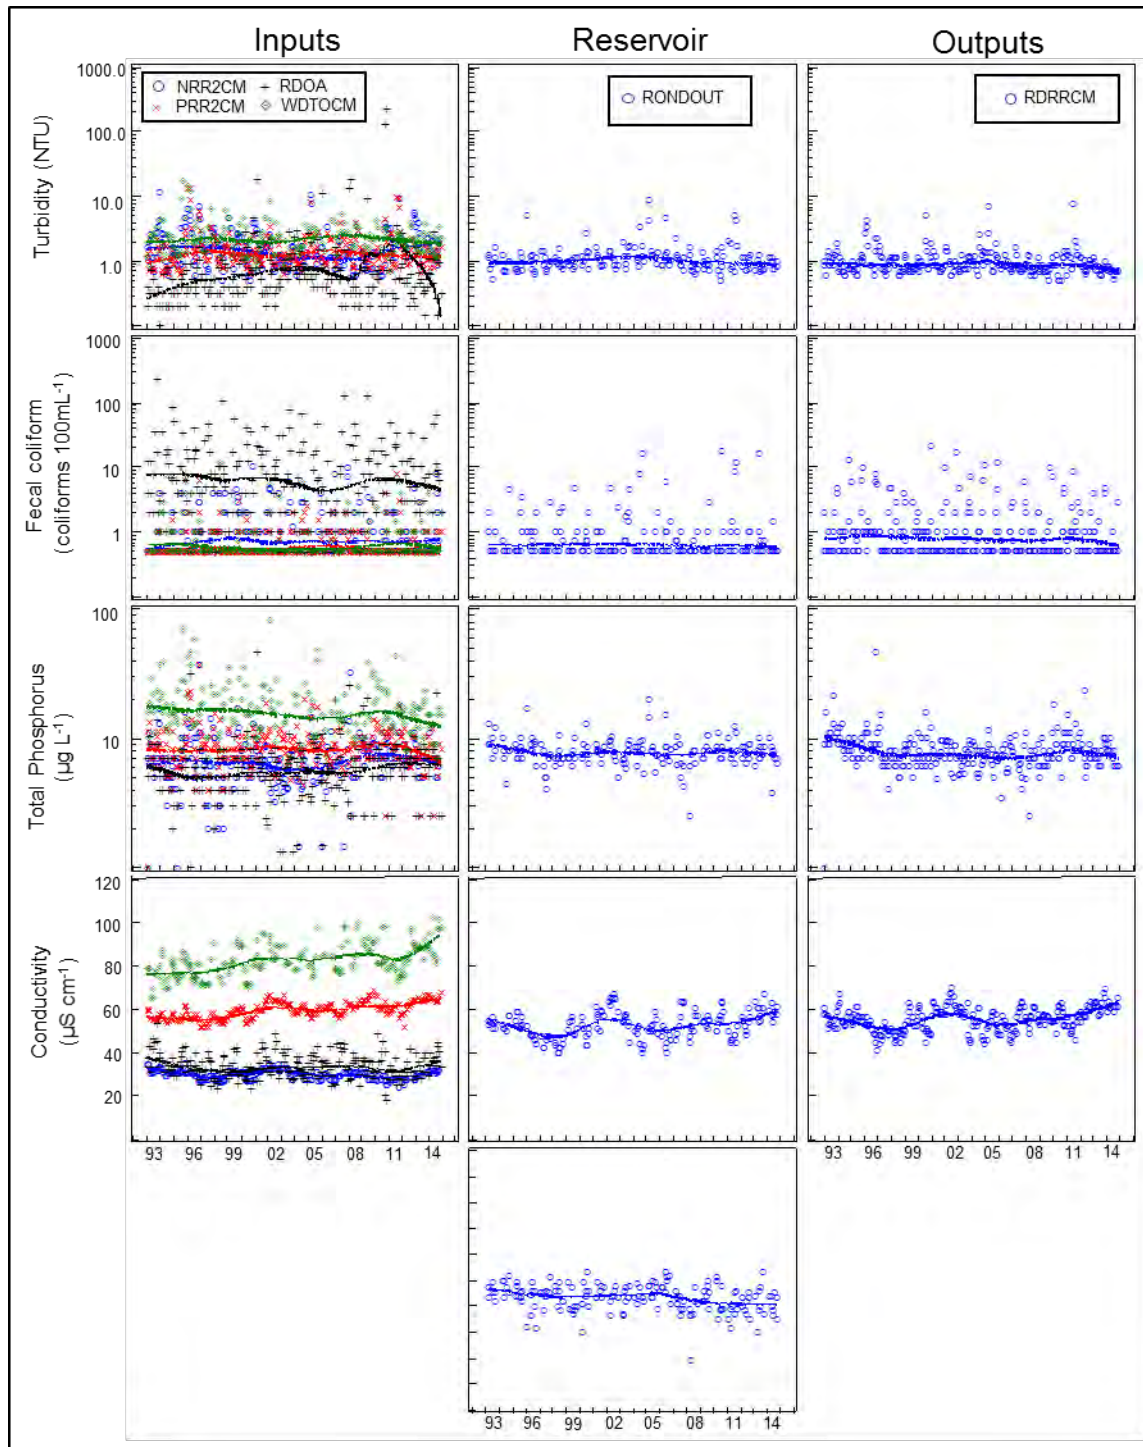 Inputs Reservoir Outputs
NRR2CM RDOA
PRR2CM WDTOCM
RONDOUT
RDRRCM
Turbidity (NTU)
1000.0
100.0
10.0
1.0
Fecal coliform
(coliforms 100mL⁻¹)
1000
100
10
1
Total Phosphorus
(µg L⁻¹)
100
10
Conductivity
(µS cm⁻¹)
120
100
80
60
40
20
93 96 99 02 05 08 11 14
93 96 99 02 05 08 11 14
93 96 99 02 05 08 11 14